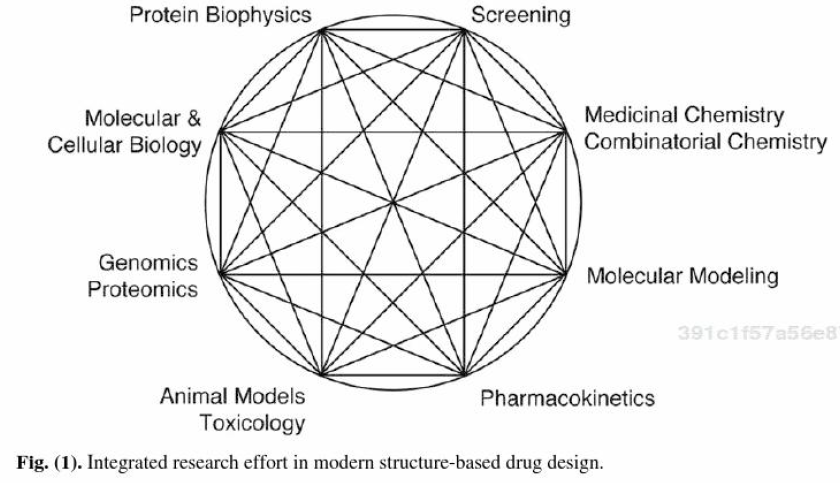 Protein Biophysics
Screening
Molecular &
Cellular Biology
Medicinal Chemistry
Combinatorial Chemistry
Genomics
Proteomics
Molecular Modeling
391c1f57a56e8
Animal Models
Toxicology
Pharmacokinetics
Fig. (1). Integrated research effort in modern structure-based drug design.